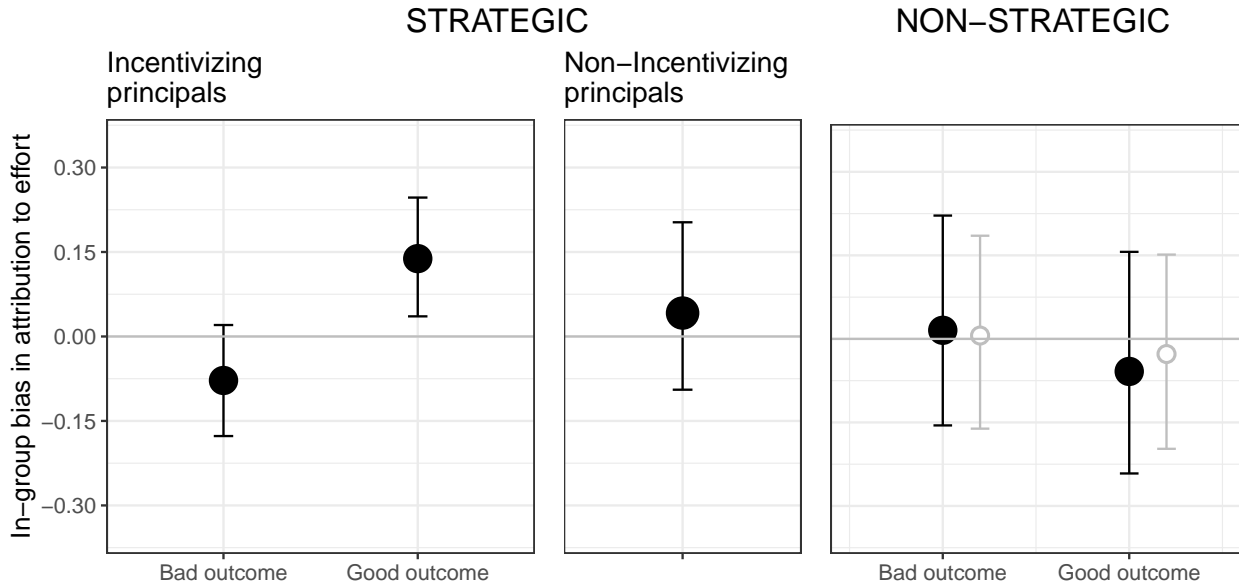 STRATEGIC
NON−STRATEGIC
Incentivizing
principals
Non−Incentivizing
principals
In−group bias in attribution to effort
0.30
0.15
0.00
−0.15
−0.30
Bad outcome
Good outcome
Bad outcome
Good outcome